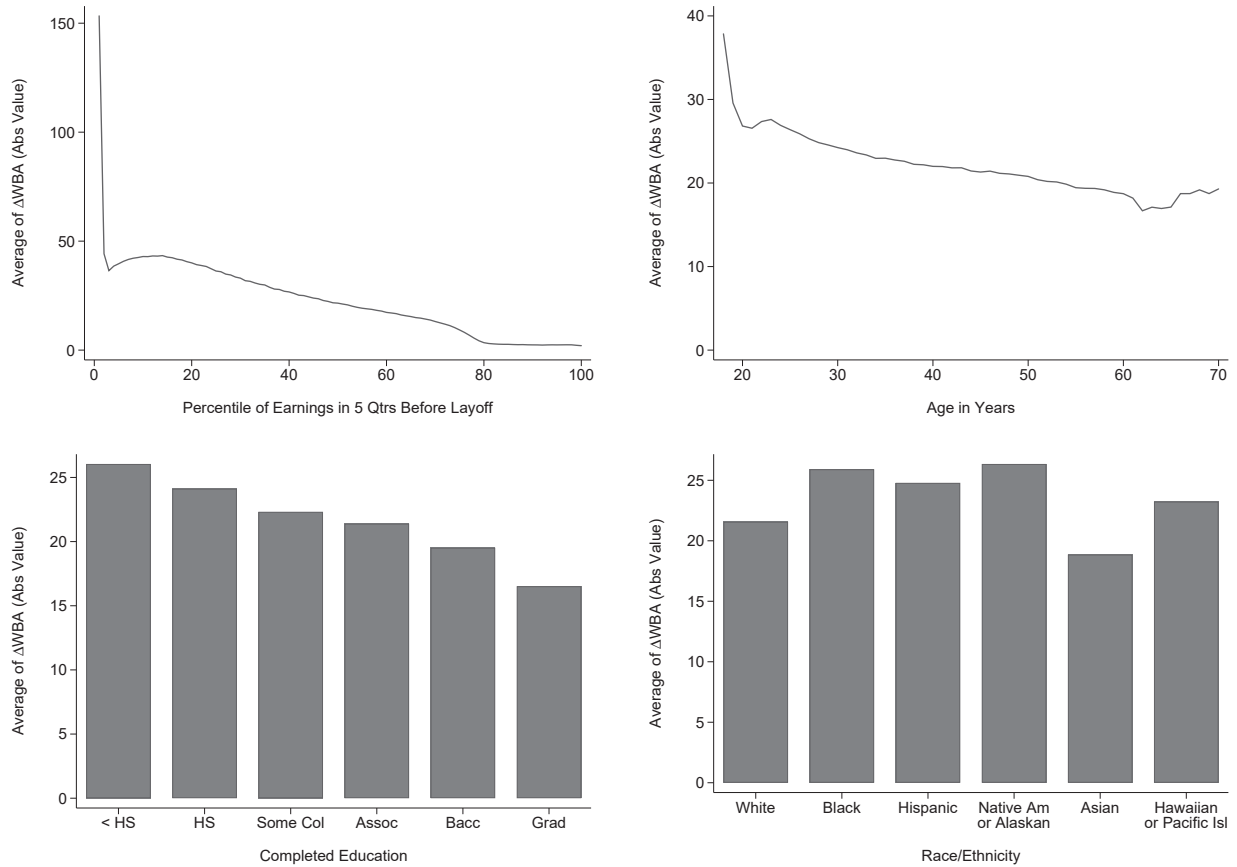 Average of ΔWBA (Abs Value)
150
100
50
0
0 20 40 60 80 100
Percentile of Earnings in 5 Qtrs Before Layoff
Average of ΔWBA (Abs Value)
40
30
20
10
0
20 30 40 50 60 70
Age in Years
Average of ΔWBA (Abs Value)
25
20
15
10
5
0
< HS HS Some Col Assoc Bacc Grad
Completed Education
Average of ΔWBA (Abs Value)
25
20
15
10
5
0
White Black Hispanic Native Am Asian Hawaiian
or Alaskan or Pacific Isl
Race/Ethnicity